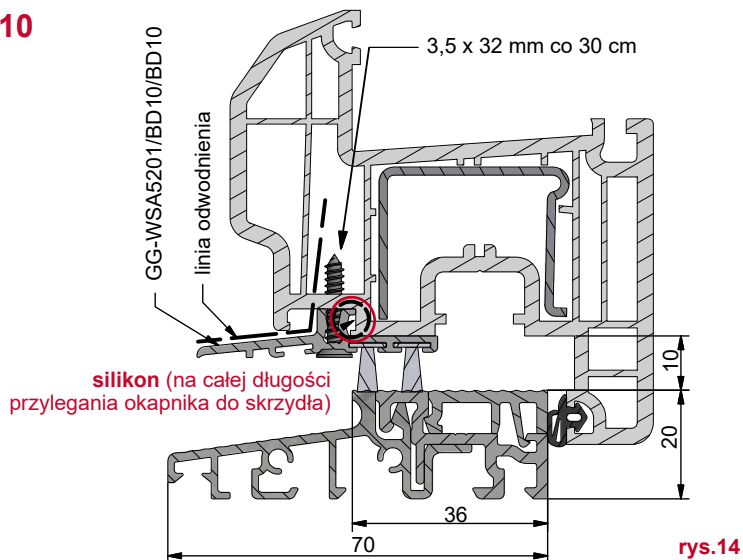 10
3,5 x 32 mm co 30 cm
GG-WSA5201/BD10/BD10
linia odwodnienia
silikon (na całej długości
przylegania okapnika do skrzydła)
10
20
36
70
rys.14